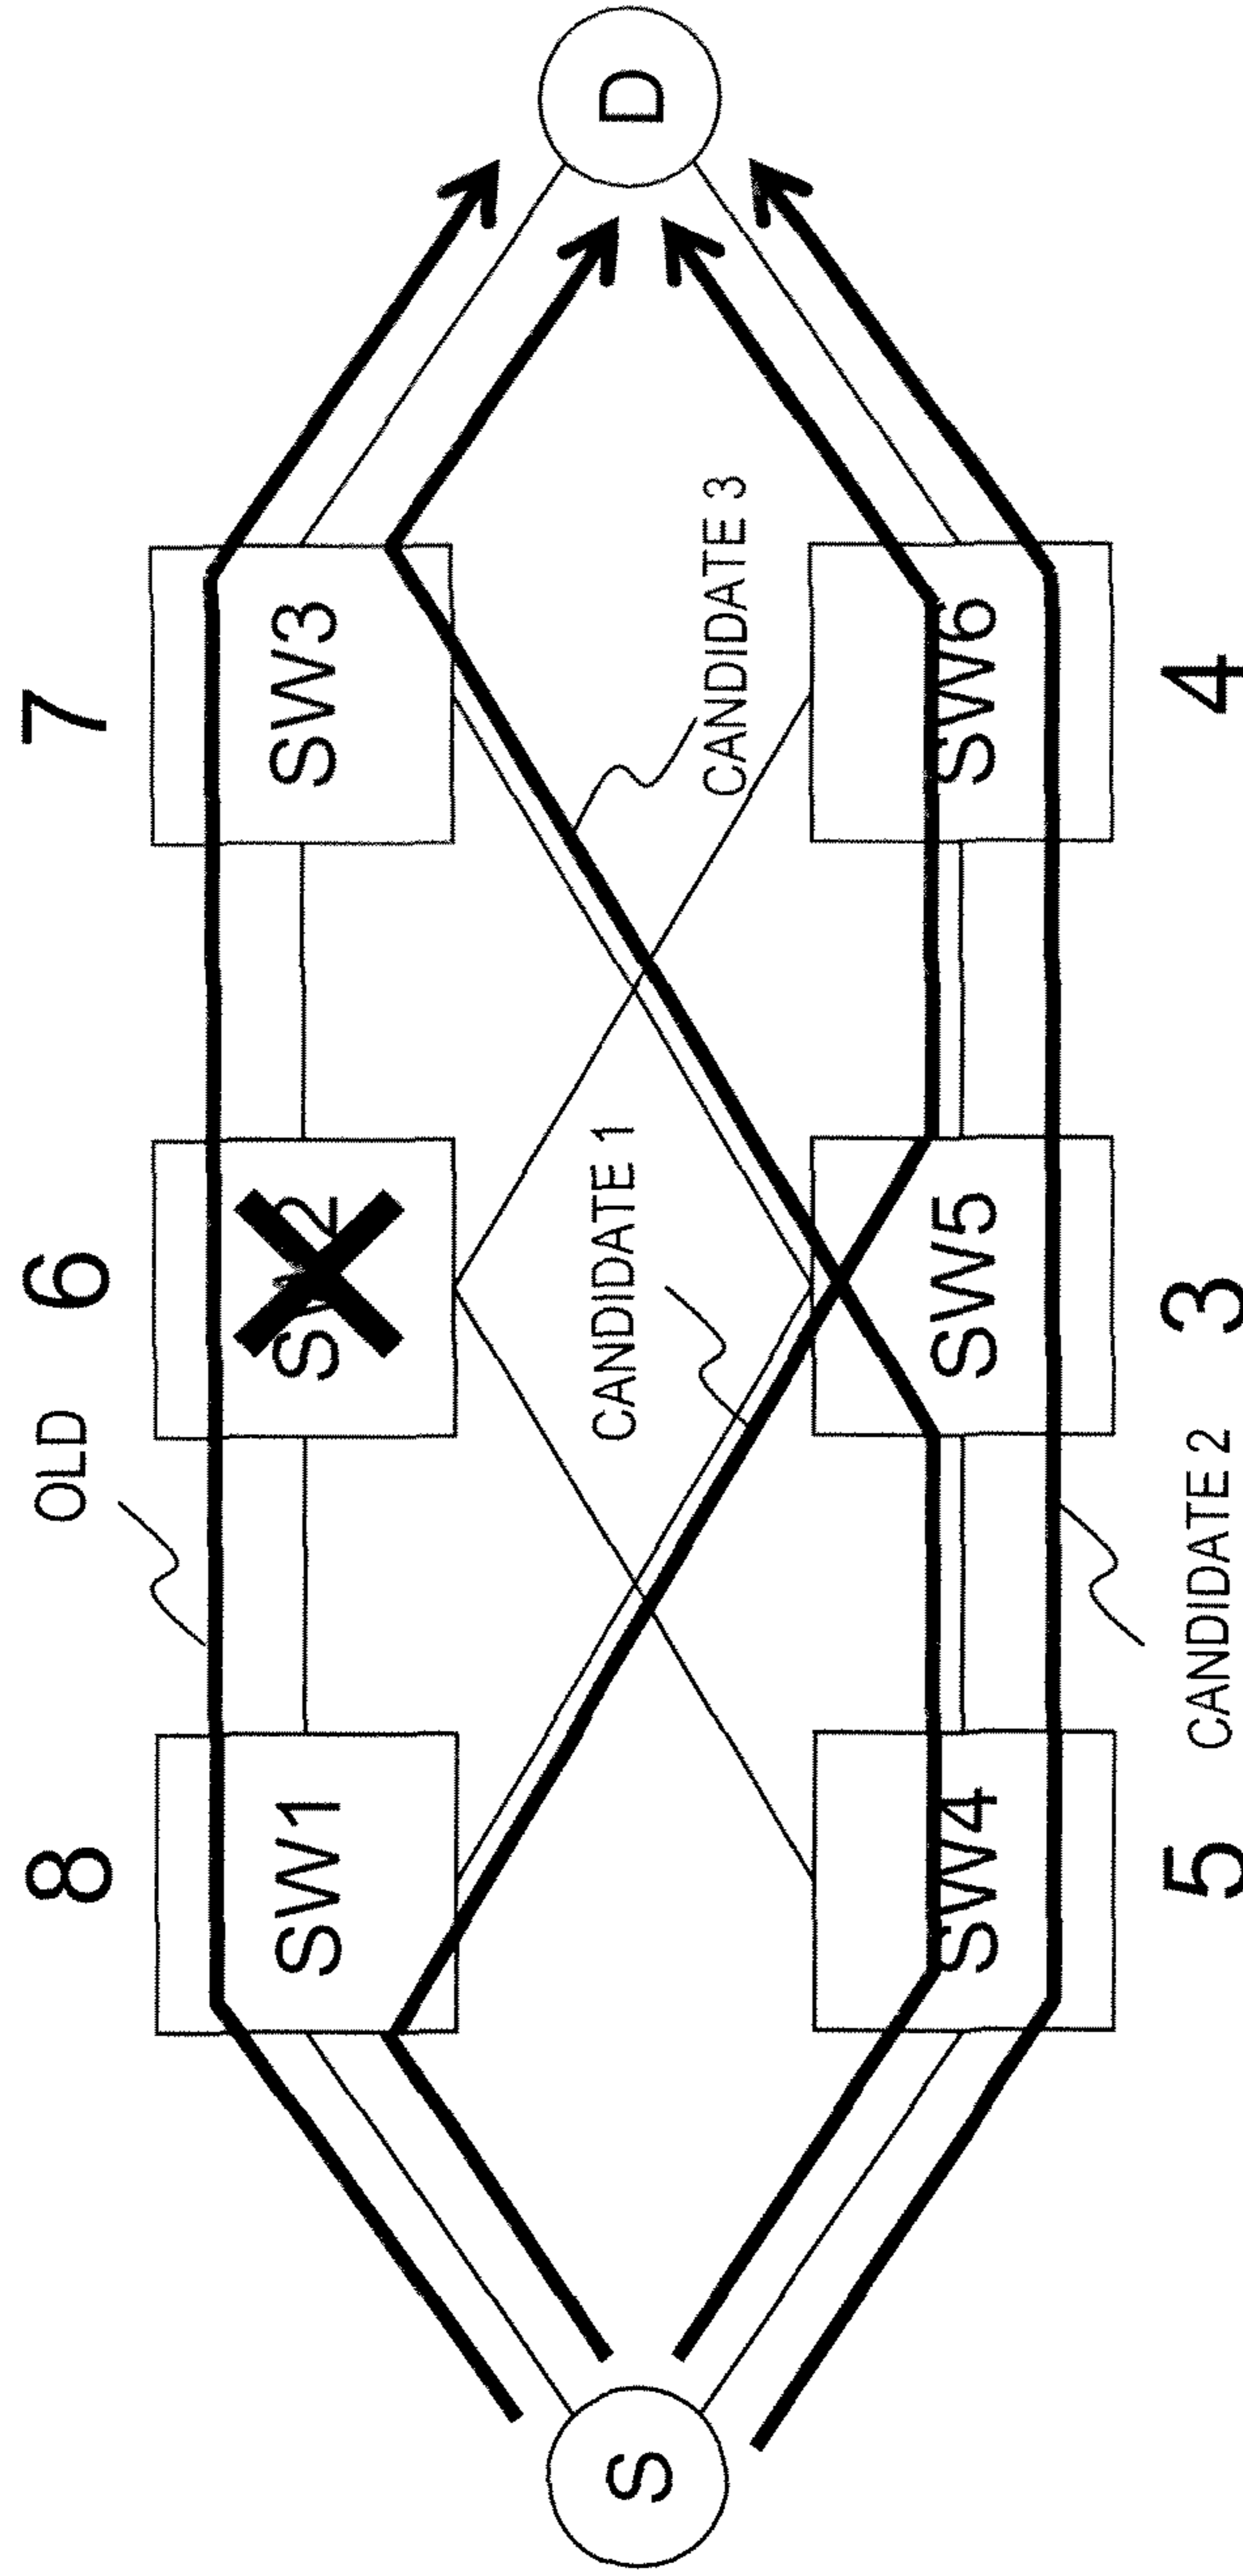 8
6
7
OLD
SW1
SW3
S
D
CANDIDATE 1
CANDIDATE 3
SW4
SW5
SW6
5
3
4
CANDIDATE 2